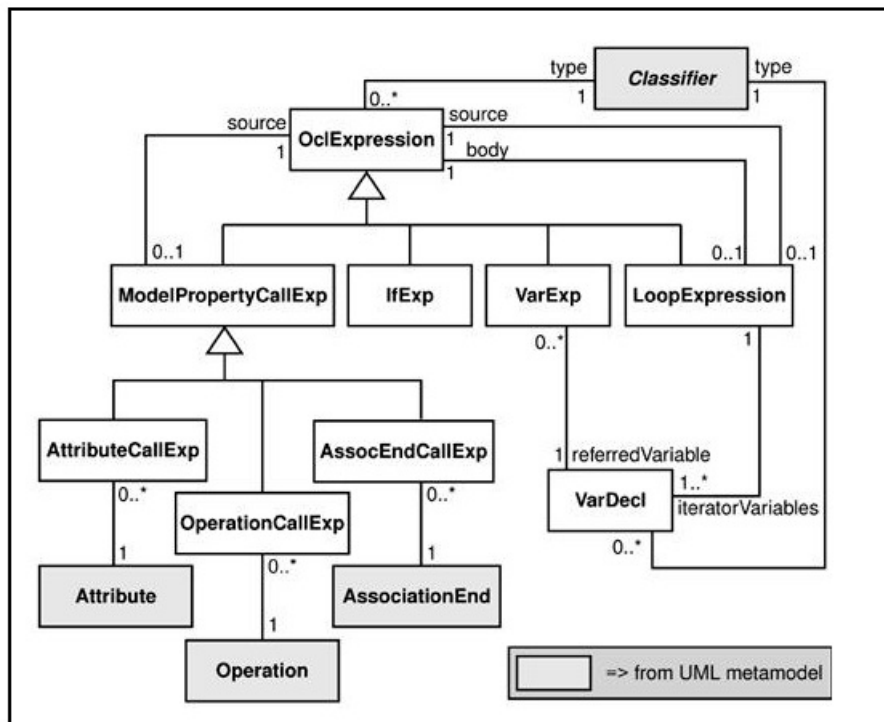 type
Classifier
type
1
1
0..*
source
1
OclExpression
source
1
body
1
0..1
0..1
0..1
ModelPropertyCallExp
IfExp
VarExp
LoopExpression
0..*
1
AttributeCallExp
AssocEndCallExp
1 referredVariable
0..*
0..*
VarDecl
1..*
iteratorVariables
OperationCallExp
0..*
0..*
1
1
Attribute
AssociationEnd
1
Operation
=> from UML metamodel